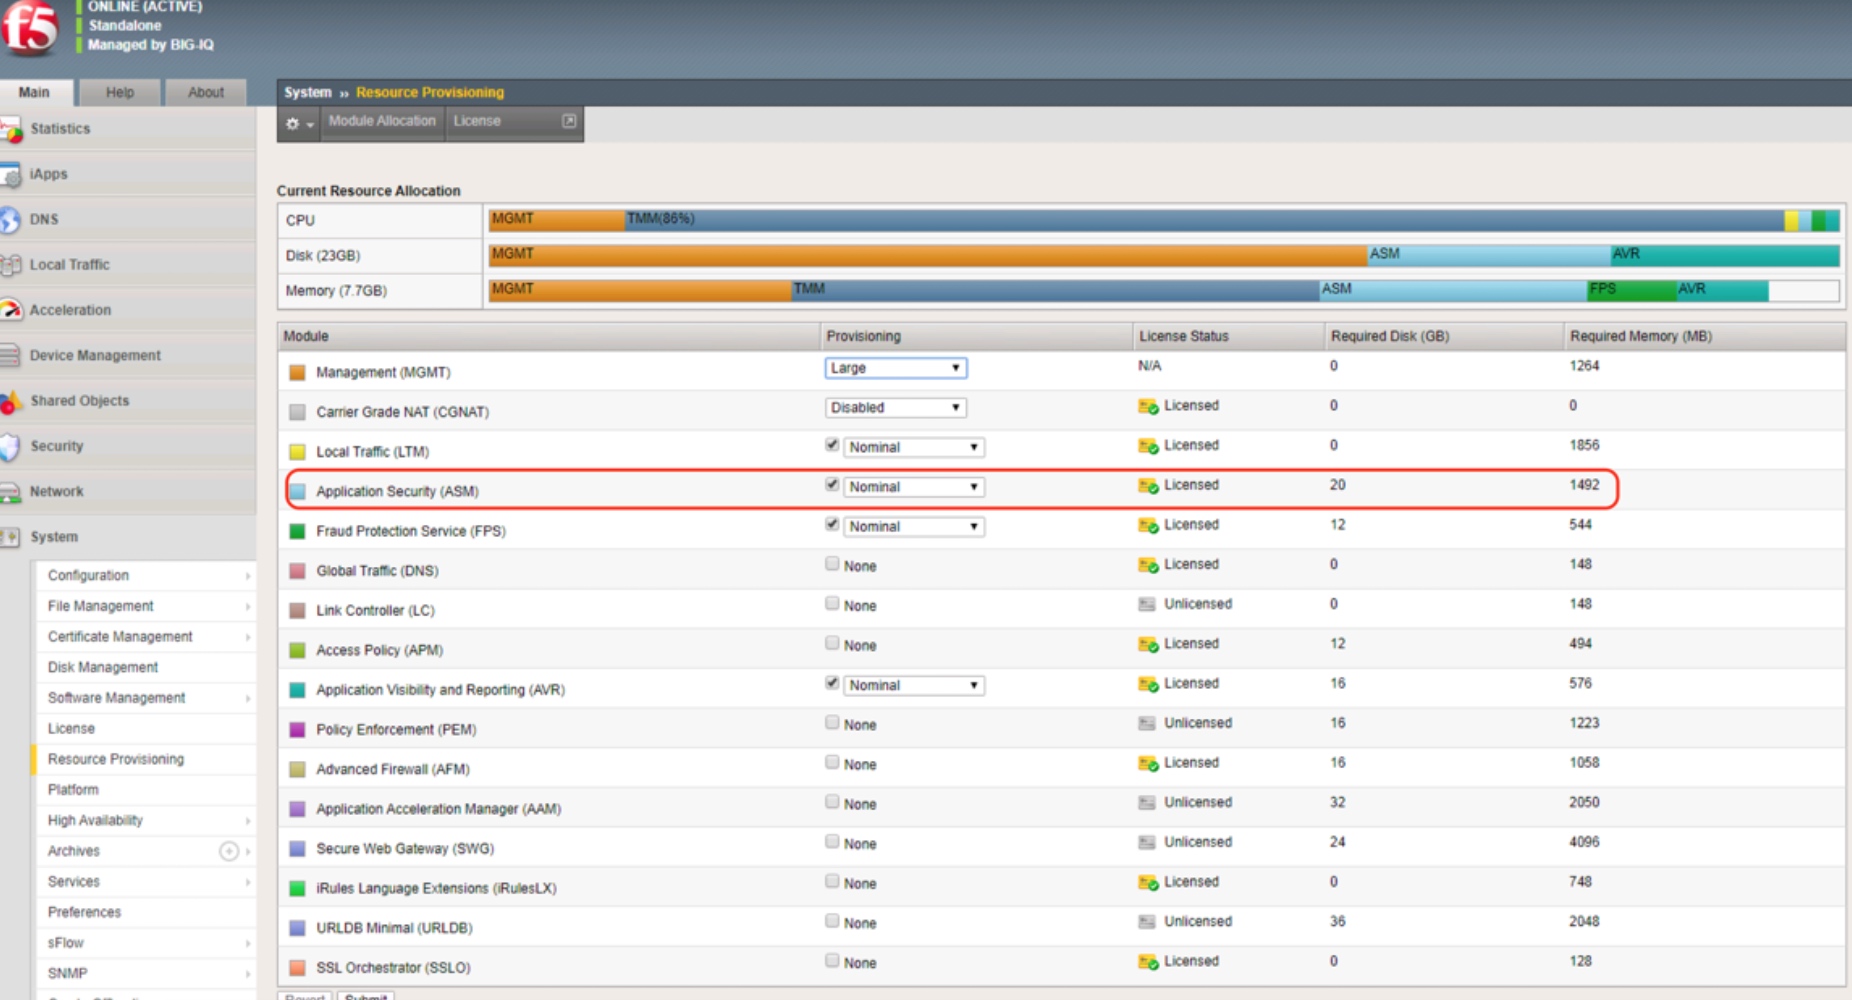 f5
ONLINE (ACTIVE)
Standalone
Managed by BIG-IQ
Main Help About
Statistics
iApps
DNS
Local Traffic
Acceleration
Device Management
Shared Objects
Security
Network
System
Configuration
File Management
Certificate Management
Disk Management
Software Management
License
Resource Provisioning
Platform
High Availability
Archives
Services
Preferences
sFlow
SNMP
System » Resource Provisioning
Module Allocation License
Current Resource Allocation
CPU MGMT TMM(86%)
Disk (23GB) MGMT ASM AVR
Memory (7.7GB) MGMT TMM ASM FPS AVR
Module Provisioning License Status Required Disk (GB) Required Memory (MB)
Management (MGMT) Large N/A 0 1264
Carrier Grade NAT (CGNAT) Disabled Licensed 0 0
Local Traffic (LTM) Nominal Licensed 0 1856
Application Security (ASM) Nominal Licensed 20 1492
Fraud Protection Service (FPS) Nominal Licensed 12 544
Global Traffic (DNS) None Licensed 0 148
Link Controller (LC) None Unlicensed 0 148
Access Policy (APM) None Licensed 12 494
Application Visibility and Reporting (AVR) Nominal Licensed 16 576
Policy Enforcement (PEM) None Unlicensed 16 1223
Advanced Firewall (AFM) None Licensed 16 1058
Application Acceleration Manager (AAM) None Unlicensed 32 2050
Secure Web Gateway (SWG) None Unlicensed 24 4096
iRules Language Extensions (iRulesLX) None Licensed 0 748
URLDB Minimal (URLDB) None Unlicensed 36 2048
SSL Orchestrator (SSLO) None Licensed 0 128
Revert Submit